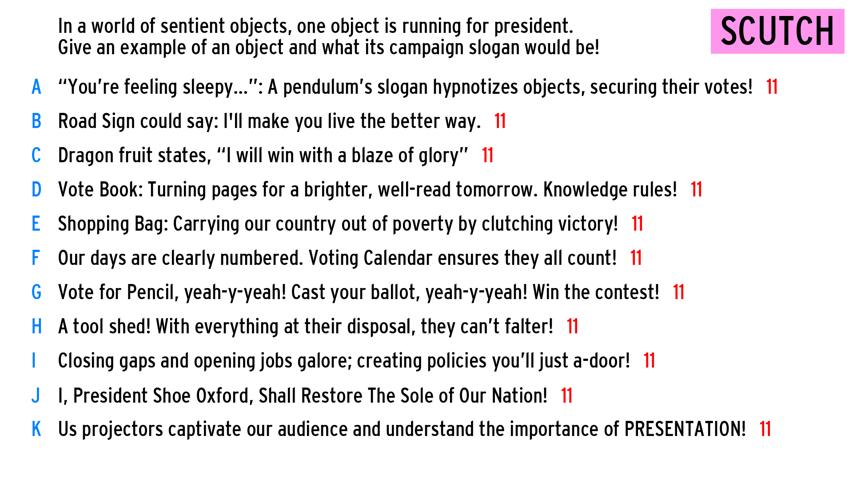 In a world of sentient objects, one object is running for president.
Give an example of an object and what its campaign slogan would be!
SCUTCH
A “You're feeling sleepy...”: A pendulum's slogan hypnotizes objects, securing their votes! 11
B Road Sign could say: I'll make you live the better way. 11
C Dragon fruit states, “I will win with a blaze of glory” 11
D Vote Book: Turning pages for a brighter, well-read tomorrow. Knowledge rules! 11
E Shopping Bag: Carrying our country out of poverty by clutching victory! 11
F Our days are clearly numbered. Voting Calendar ensures they all count! 11
G Vote for Pencil, yeah-y-yeah! Cast your ballot, yeah-y-yeah! Win the contest! 11
H A tool shed! With everything at their disposal, they can't falter! 11
I Closing gaps and opening jobs galore; creating policies you'll just a-door! 11
J I, President Shoe Oxford, Shall Restore The Sole of Our Nation! 11
K Us projectors captivate our audience and understand the importance of PRESENTATION! 11